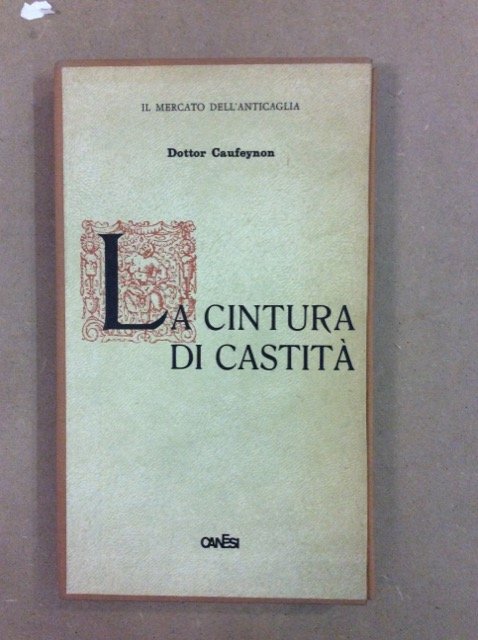 IL MERCATO DELL'ANTICAGLIA
Dottor Caufeynon
LA CINTURA
DI CASTITÀ
CANESI